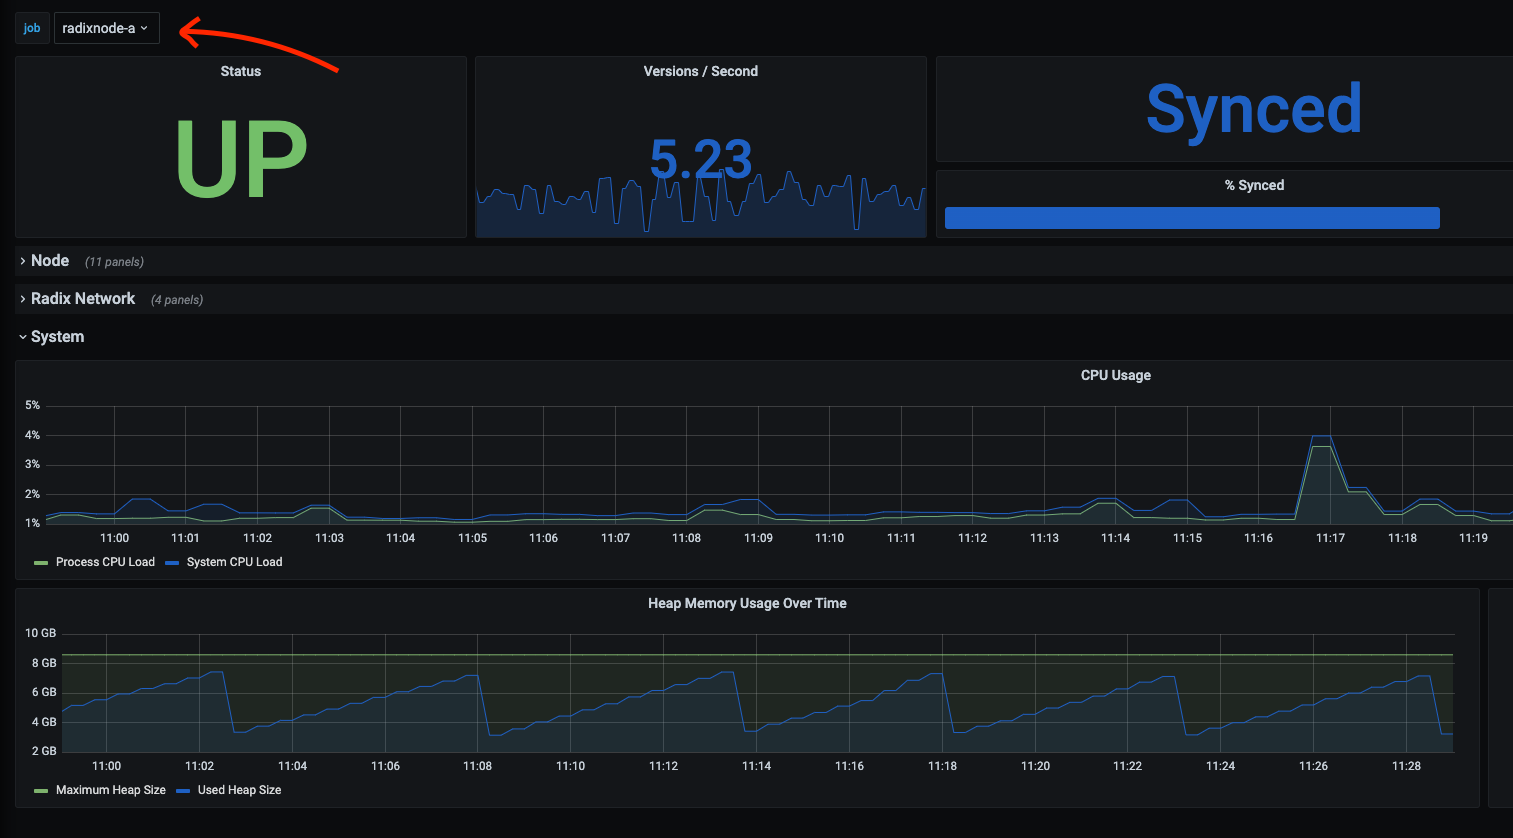 job radixnode-a
Status
UP
Versions / Second
5.23
Synced
% Synced
Node (11 panels)
Radix Network (4 panels)
System
CPU Usage
5%
4%
3%
2%
1%
11:00 11:01 11:02 11:03 11:04 11:05 11:06 11:07 11:08 11:09 11:10 11:11 11:12 11:13 11:14 11:15 11:16 11:17 11:18 11:19
Process CPU Load System CPU Load
Heap Memory Usage Over Time
10 GB
8 GB
6 GB
4 GB
2 GB
11:00 11:02 11:04 11:06 11:08 11:10 11:12 11:14 11:16 11:18 11:20 11:22 11:24 11:26 11:28
Maximum Heap Size Used Heap Size